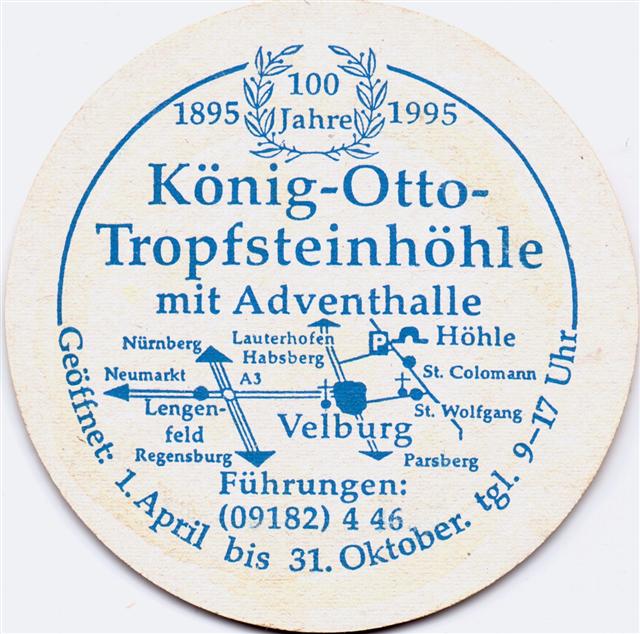 100
1895 Jahre 1995
König-Otto-
Tropfsteinhöhle
mit Adventhalle
Nürnberg
Lauterhofen
Habsberg
P
Höhle
Neumarkt
A3
St. Colomann
Lengen-
feld
St. Wolfgang
Velburg
Regensburg
Parsberg
Führungen:
(09182) 4 46
Geöffnet: 1. April bis 31. Oktober. tgl. 9-17 Uhr